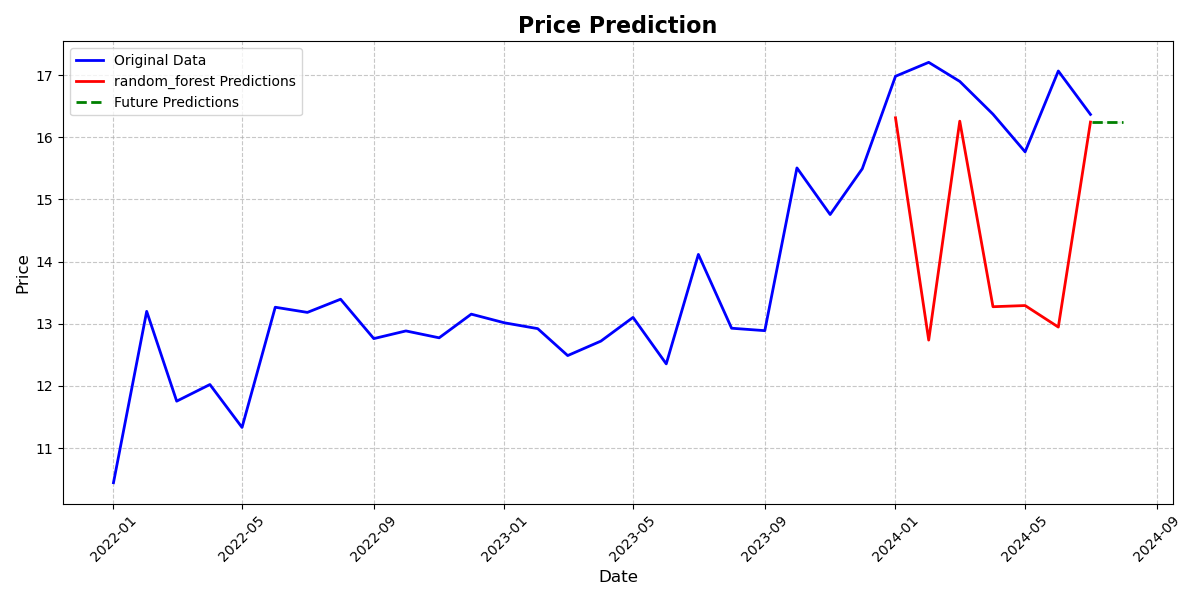 Price Prediction
Original Data
random_forest Predictions
Future Predictions
Price
17
16
15
14
13
12
11
2022-01
2022-05
2022-09
2023-01
2023-05
2023-09
2024-01
2024-05
2024-09
Date